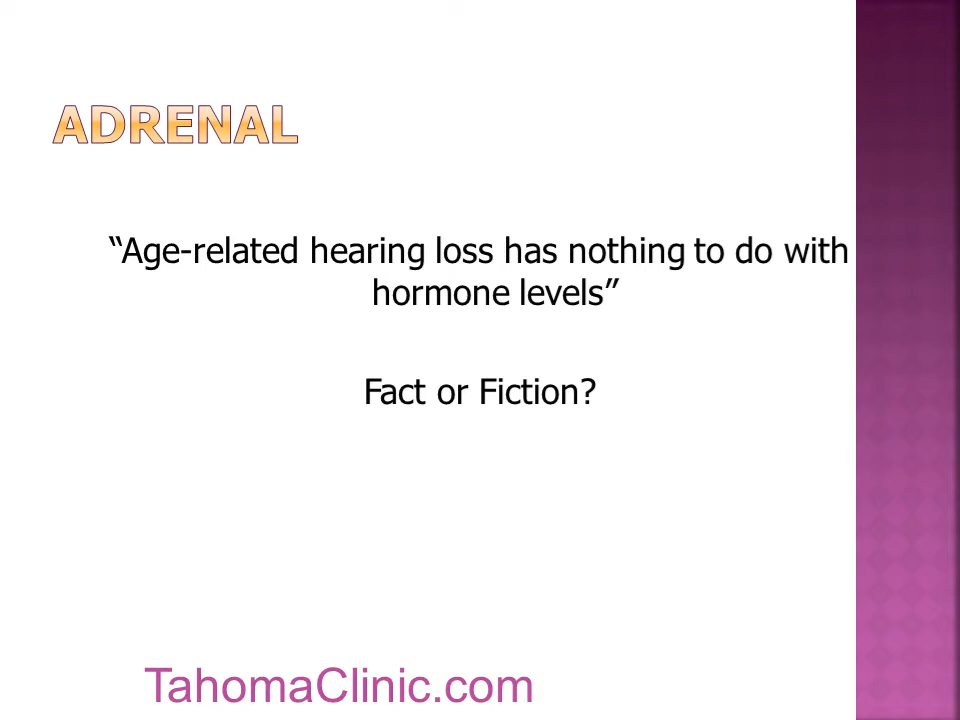 ADRENAL
“Age-related hearing loss has nothing to do with
hormone levels”
Fact or Fiction?
TahomaClinic.com